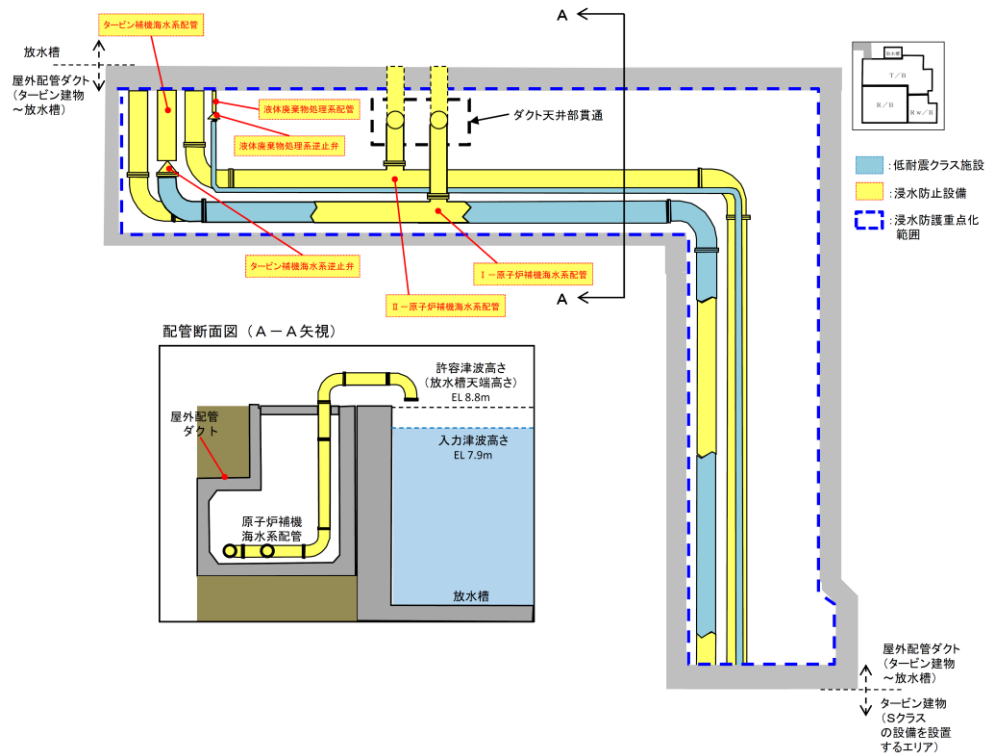 タービン補機海水系配管
放水槽
屋外配管ダクト
(タービン建物
～放水槽)
液体廃棄物処理系配管
液体廃棄物処理系逆止弁
ダクト天井部貫通
A
A
タービン補機海水系逆止弁
Ⅰ－原子炉補機海水系配管
Ⅱ－原子炉補機海水系配管
放水槽
T／B
R／B
Rw／B
:低耐震クラス施設
:浸水防止設備
:浸水防護重点化
範囲
配管断面図（A－A矢視）
許容津波高さ
(放水槽天端高さ)
EL 8.8m
入力津波高さ
EL 7.9m
屋外配管
ダクト
原子炉補機
海水系配管
放水槽
屋外配管ダクト
(タービン建物
～放水槽)
タービン建物
(Sクラス
の設備を設置
するエリア)